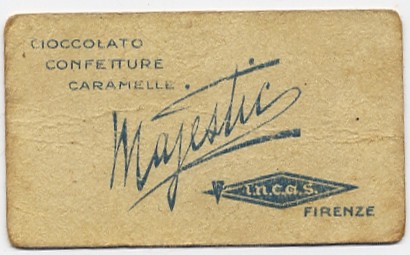 CIOCCOLATO
CONFETTURE
CARAMELLE
Majestic
i.n.c.a.s.
FIRENZE